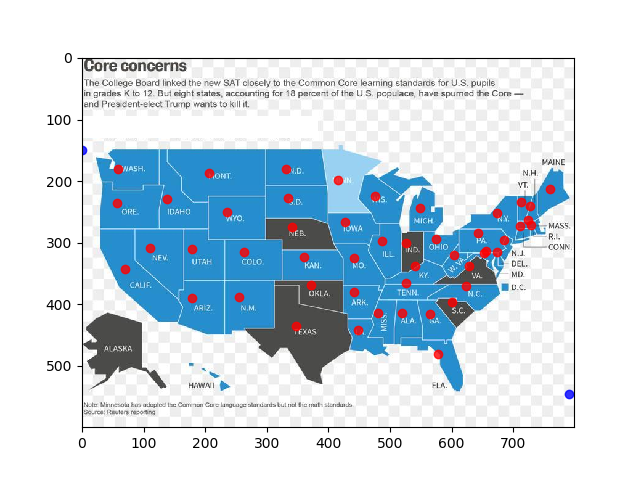 Core concerns
The College Board linked the new SAT closely to the Common Core learning standards for U.S. pupils
in grades K to 12. But eight states, accounting for 18 percent of the U.S. populace, have spurned the Core —
and President-elect Trump wants to kill it.
0
100
200
300
400
500
MAINE
N.H.
VT.
WASH.
MONT.
N.D.
MINN.
ORE.
IDAHO
S.D.
WIS.
MICH.
N.Y.
MASS.
WYO.
NEB.
IOWA
R.I.
CONN.
NEV.
UTAH
COLO.
KAN.
MO.
ILL.
IND.
OHIO
PA.
N.J.
DEL.
MD.
D.C.
CALIF.
KY.
W.V.
VA.
ARIZ.
N.M.
OKLA.
ARK.
TENN.
N.C.
S.C.
TEXAS
MISS.
ALA.
GA.
ALASKA
HAWAII
FLA.
Note: Minnesota has adopted the Common Core language standards but not the math standards.
Source: Reuters reporting
0 100 200 300 400 500 600 700